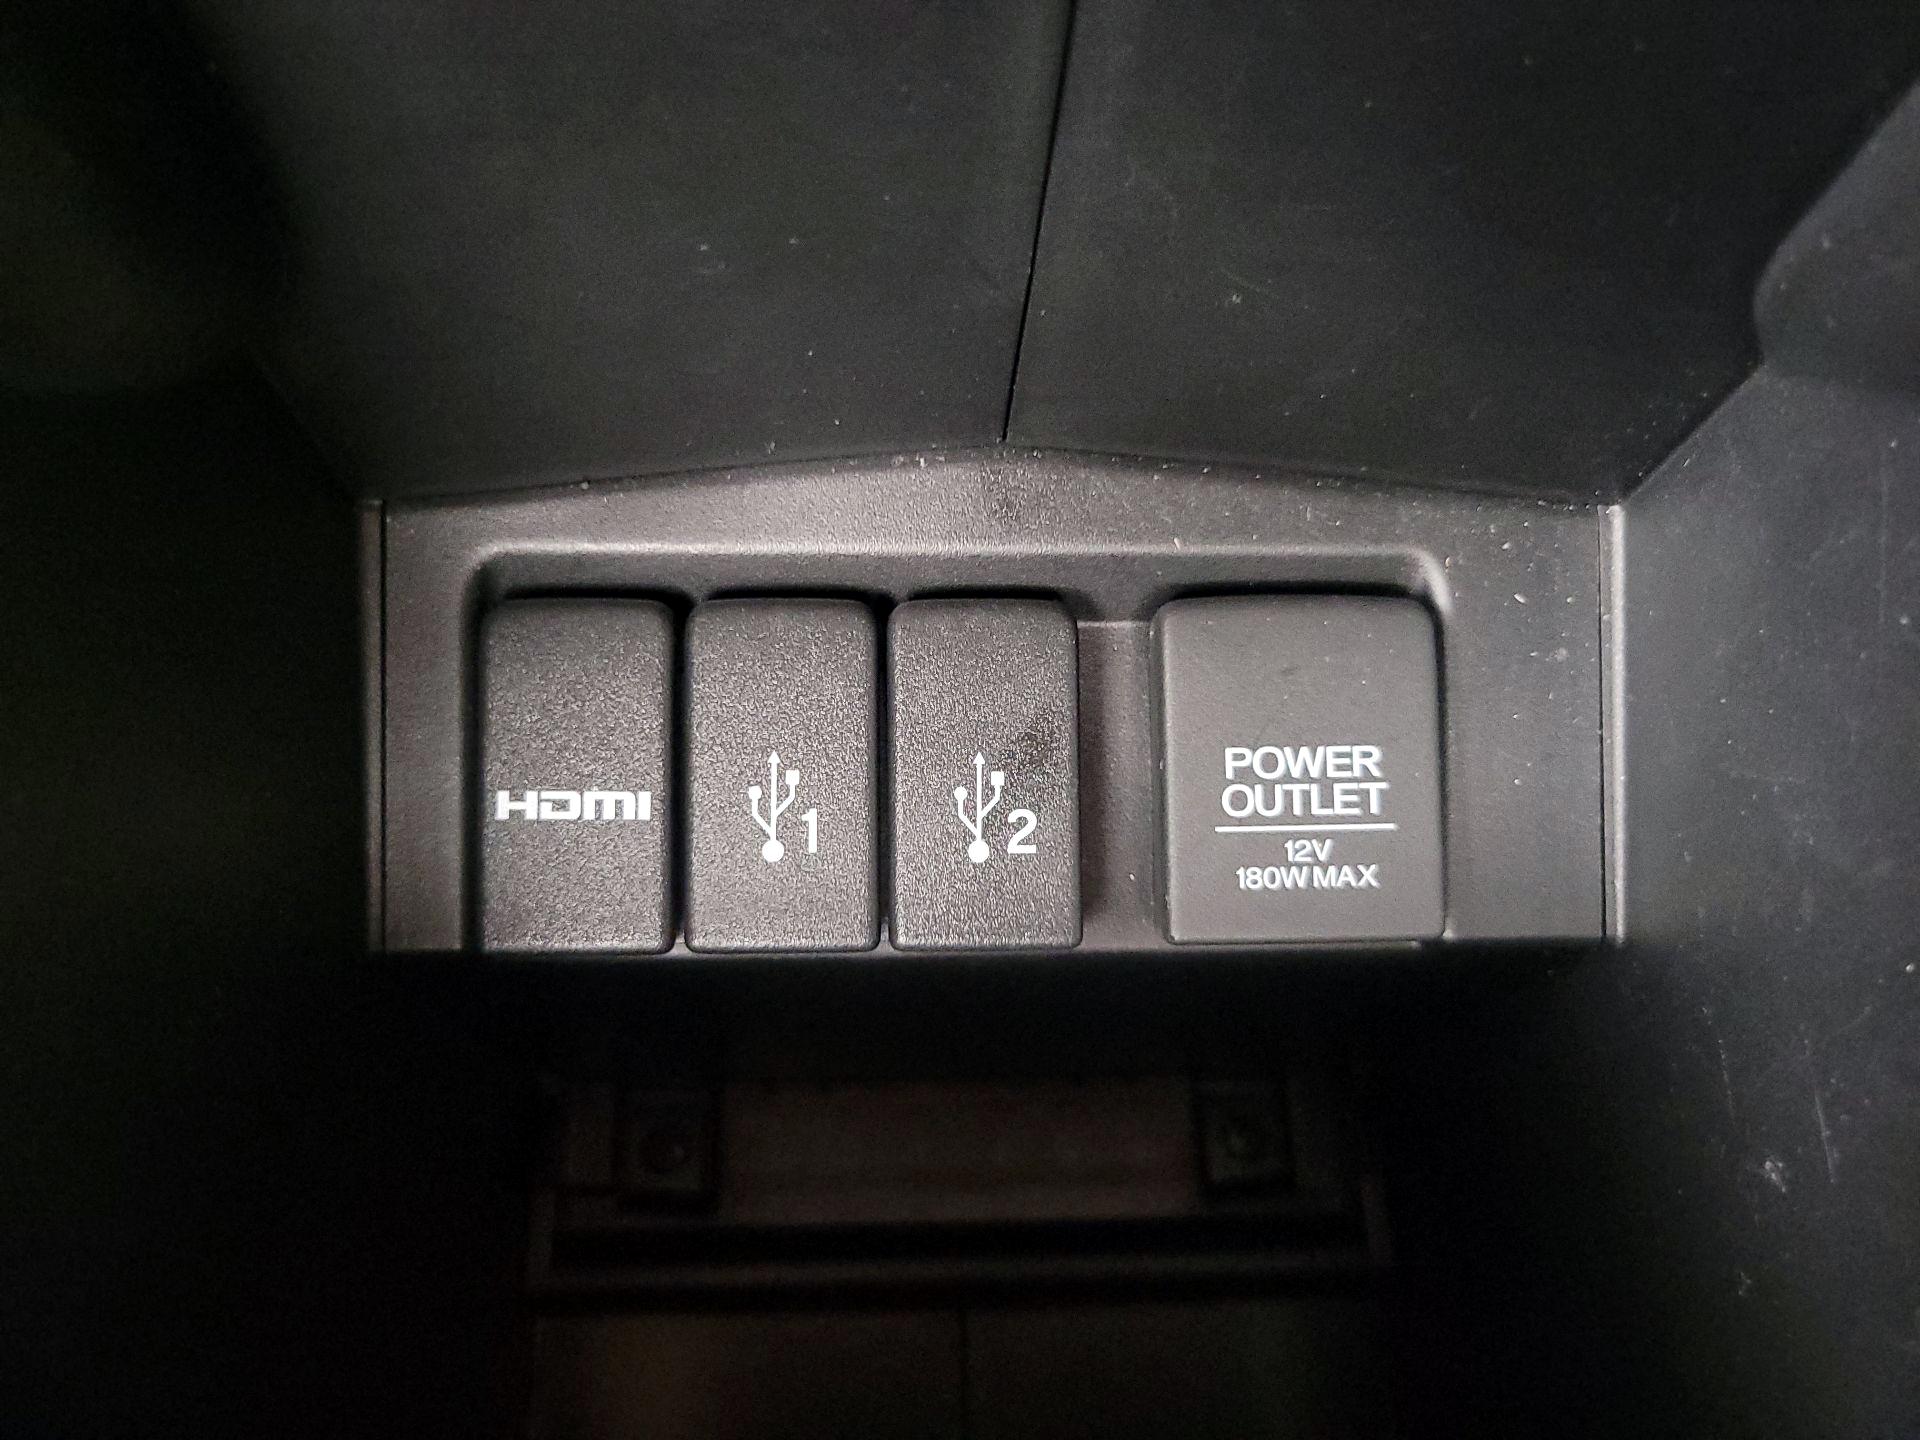 HDMI
1
2
POWER
OUTLET
12V
180W MAX